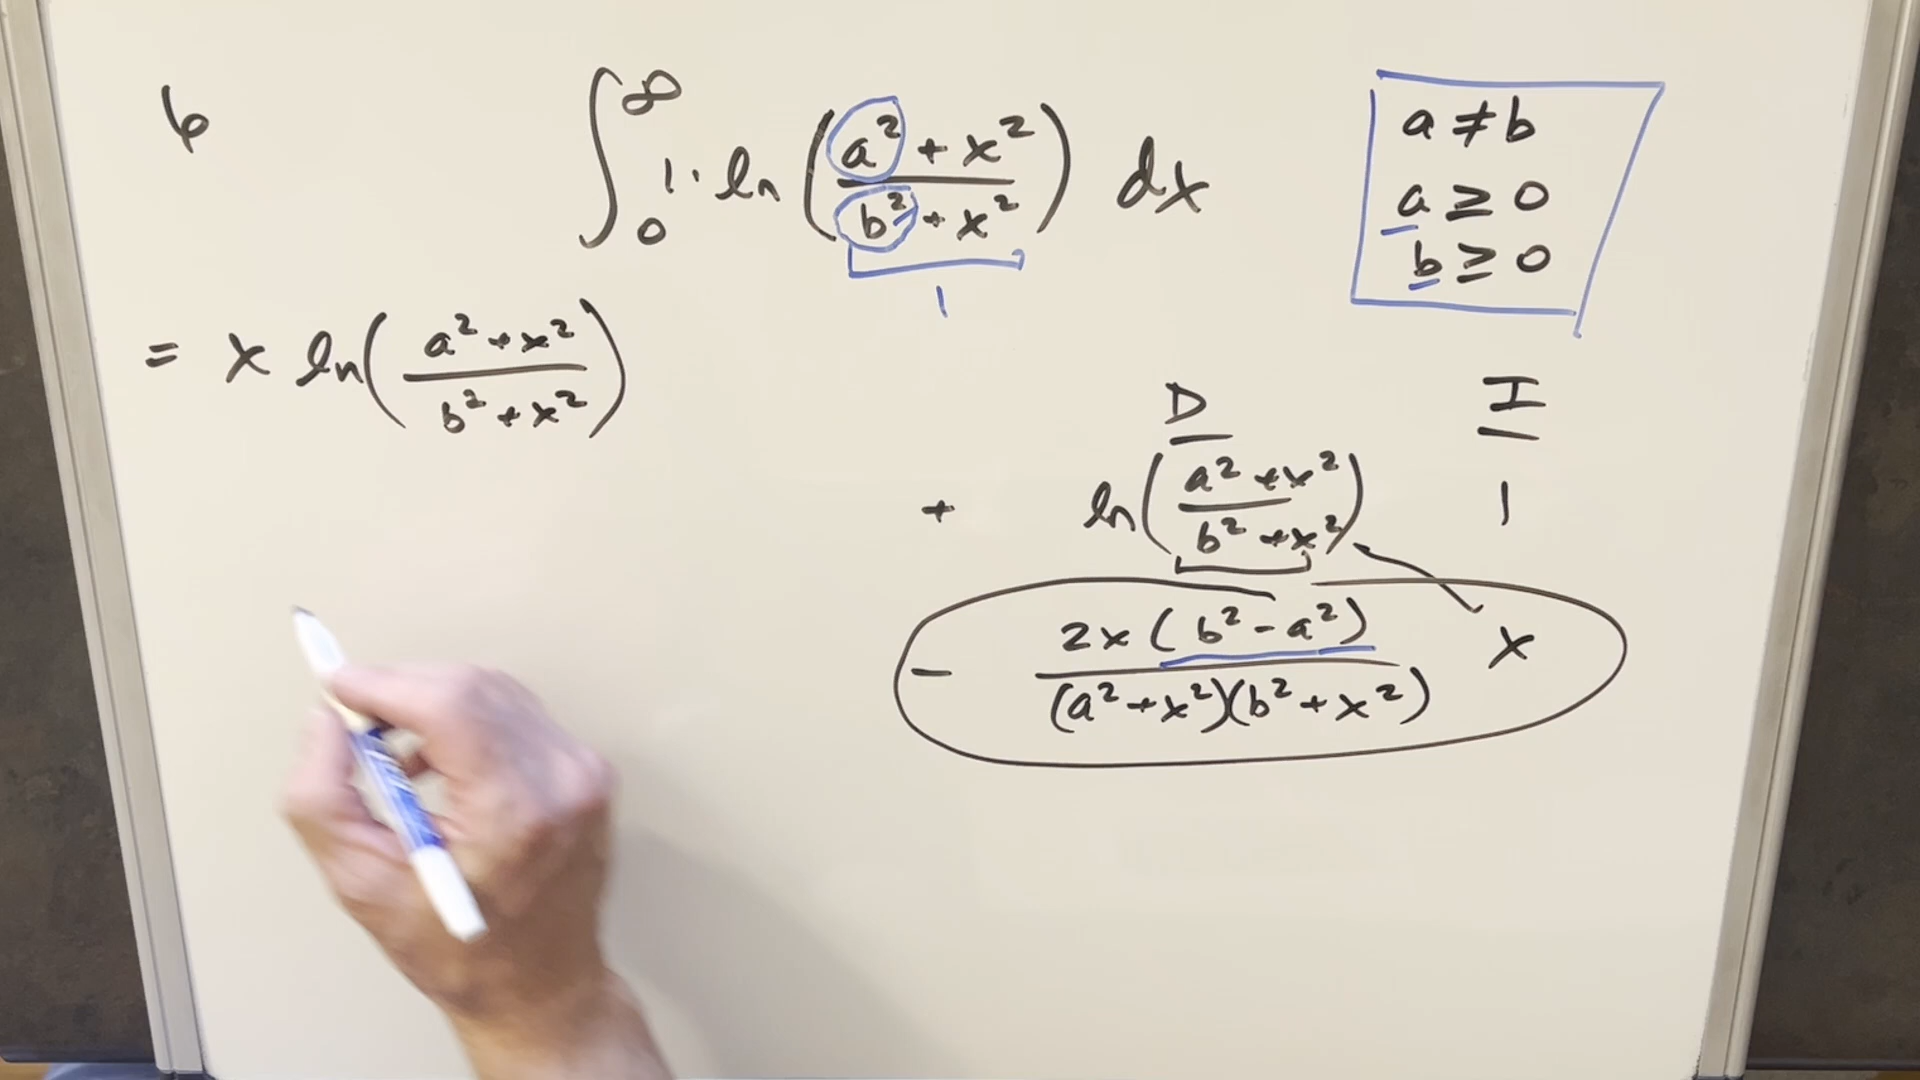 6
∫₀^∞ 1·ln((a²+x²)/(b²+x²)) dx
1
a≠b
a≥0
b≥0
= x ln((a²+x²)/(b²+x²))
D I
+ ln((a²+x²)/(b²+x²)) 1
− 2x(b²-a²)/((a²+x²)(b²+x²)) x